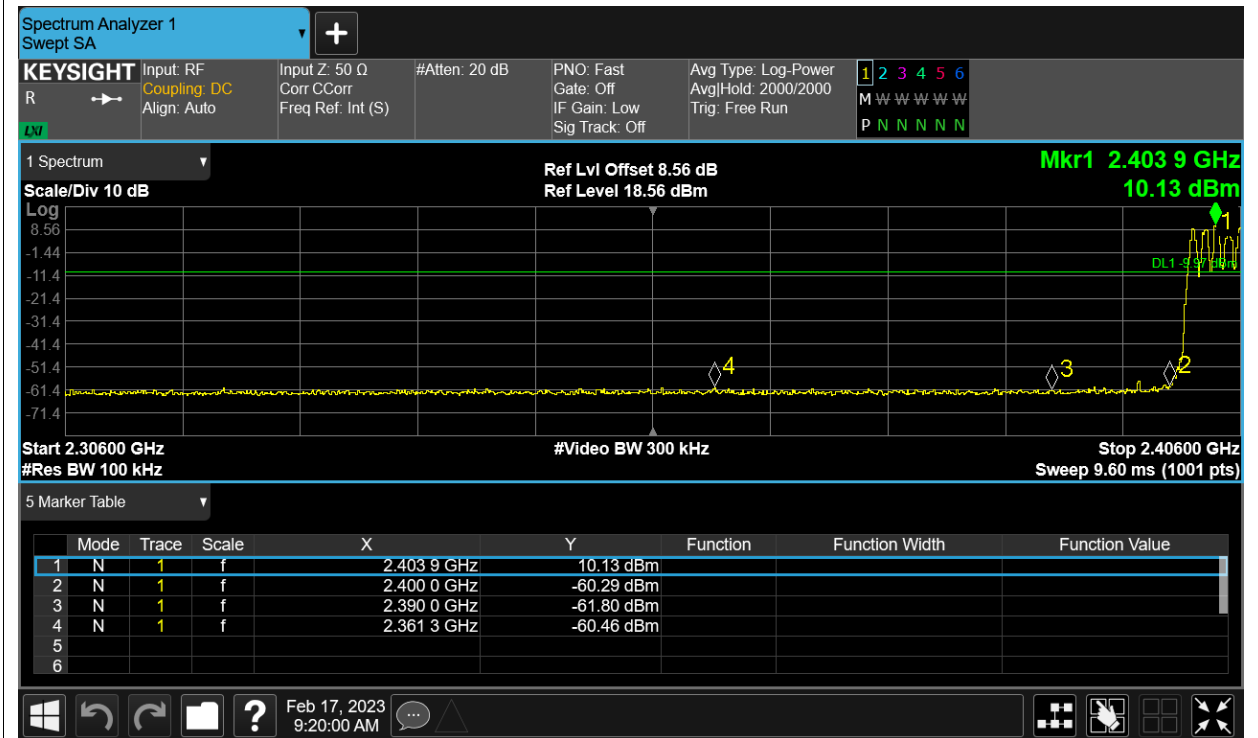 Spectrum Analyzer 1
Swept SA
KEYSIGHT
R
LXI
Input: RF
Coupling: DC
Align: Auto
Input Z: 50 Ω
Corr CCorr
Freq Ref: Int (S)
#Atten: 20 dB
PNO: Fast
Gate: Off
IF Gain: Low
Sig Track: Off
Avg Type: Log-Power
Avg|Hold: 2000/2000
Trig: Free Run
1 2 3 4 5 6
M W W W W W
P N N N N N
1 Spectrum
Scale/Div 10 dB
Ref Lvl Offset 8.56 dB
Ref Level 18.56 dBm
Mkr1 2.403 9 GHz
10.13 dBm
Log
8.56
-1.44
-11.4
-21.4
-31.4
-41.4
-51.4
-61.4
-71.4
1
DL1 -9.97 dBm
4
3
2
Start 2.30600 GHz
#Res BW 100 kHz
#Video BW 300 kHz
Stop 2.40600 GHz
Sweep 9.60 ms (1001 pts)
5 Marker Table
Mode Trace Scale X Y Function Function Width Function Value
1 N 1 f 2.403 9 GHz 10.13 dBm
2 N 1 f 2.400 0 GHz -60.29 dBm
3 N 1 f 2.390 0 GHz -61.80 dBm
4 N 1 f 2.361 3 GHz -60.46 dBm
5
6
?
Feb 17, 2023
9:20:00 AM